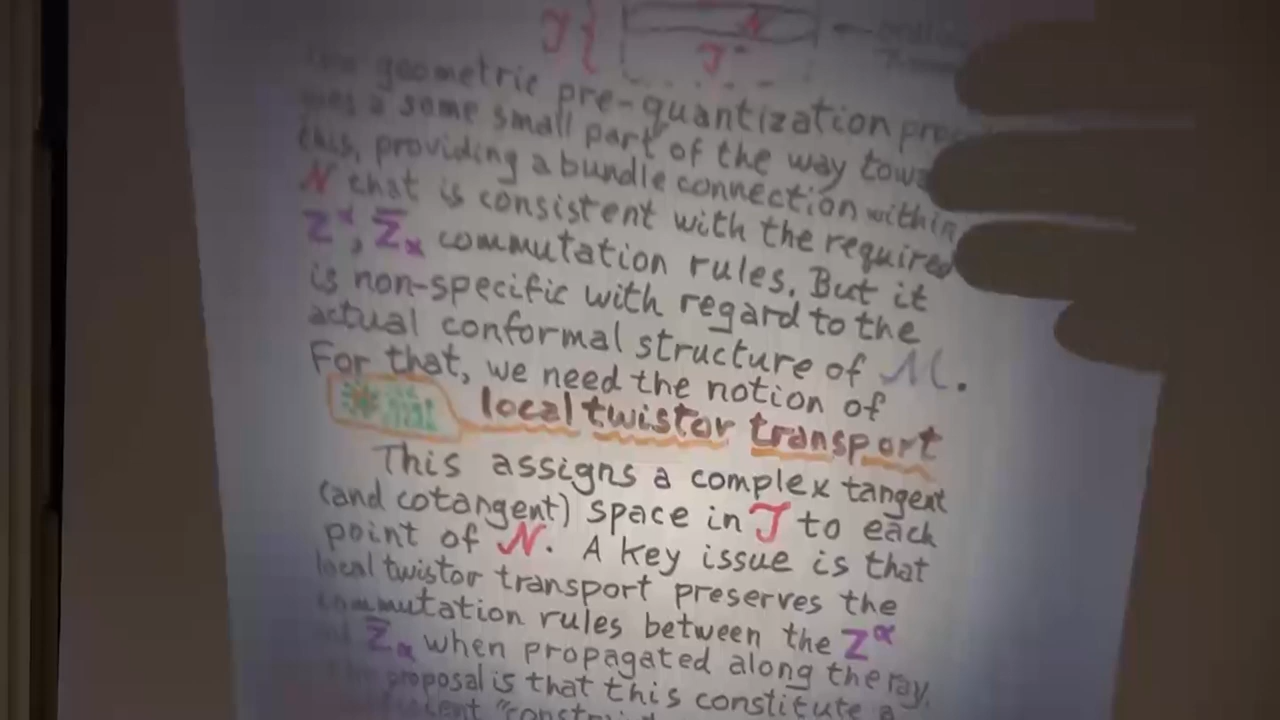 𝒯{ N
𝒯
geometric pre-quantization
a some small part of the way
this, providing a bundle connection within
N that is consistent with the required
Z^α, Z̄_α commutation rules. But it
is non-specific with regard to the
actual conformal structure of ℳ.
For that, we need the notion of
local twistor transport
This assigns a complex tangent
(and cotangent) space in 𝒯 to each
point of N. A key issue is that
local twistor transport preserves the
commutation rules between the Z^α
Z̄_α when propagated along the ray.
proposal is that this constitute a